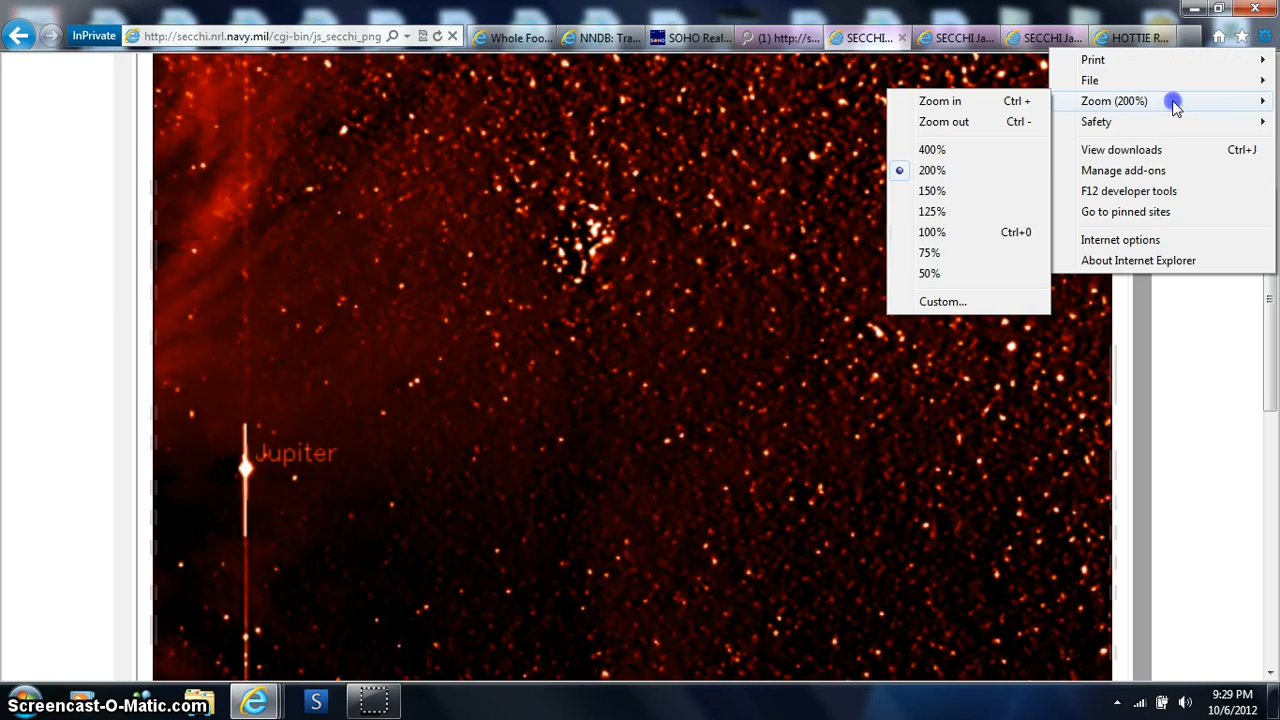 InPrivate
http://secchi.nrl.navy.mil/cgi-bin/js_secchi_png
Whole Foo...
NNDB: Tra...
SOHO Real...
(1) http://s...
SECCHI...
SECCHI Ja...
SECCHI Ja...
HOTTIE R...
Print
File
Zoom (200%)
Safety
View downloads Ctrl+J
Manage add-ons
F12 developer tools
Go to pinned sites
Internet options
About Internet Explorer
Zoom in Ctrl +
Zoom out Ctrl -
400%
200%
150%
125%
100% Ctrl+0
75%
50%
Custom...
Jupiter
Screencast-O-Matic.com
S
9:29 PM
10/6/2012